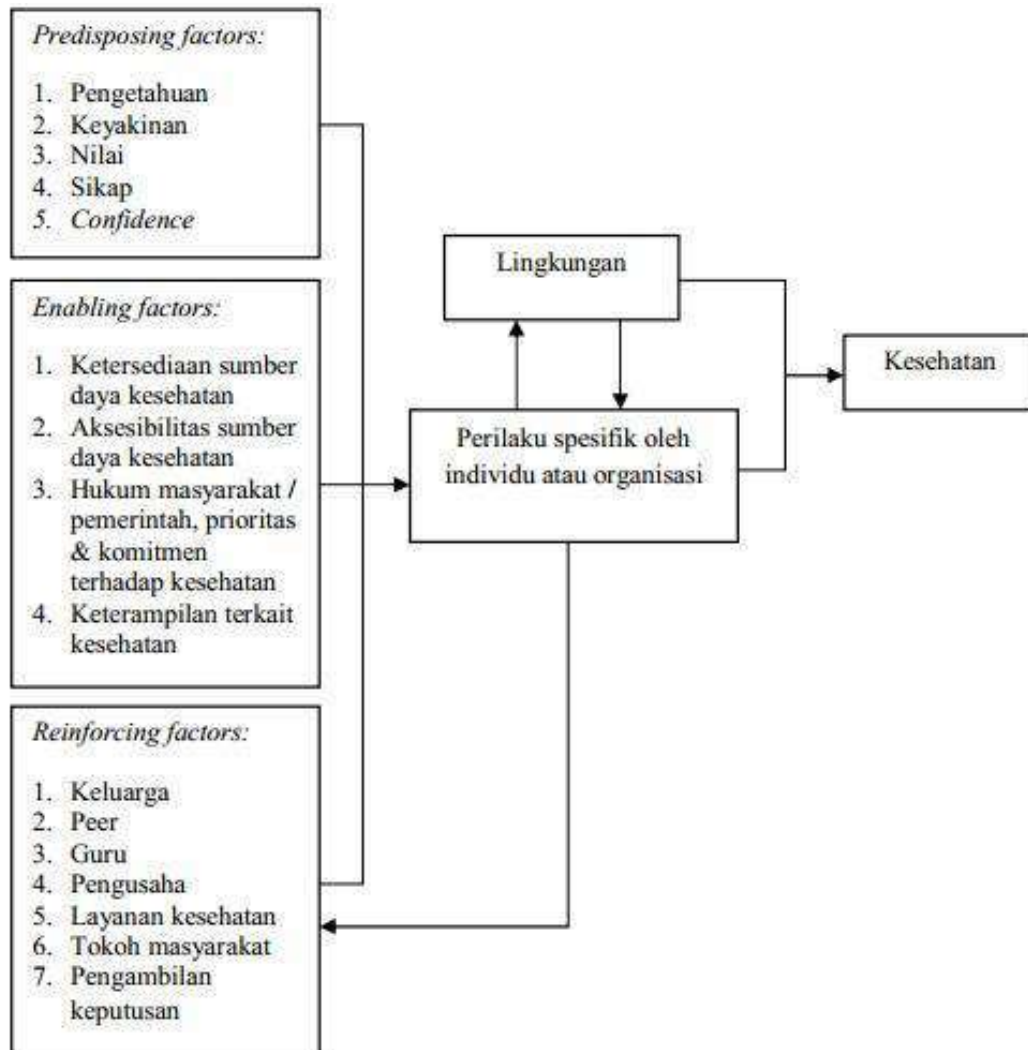 Predisposing factors:
1. Pengetahuan
2. Keyakinan
3. Nilai
4. Sikap
5. Confidence
Enabling factors:
1. Ketersediaan sumber
daya kesehatan
2. Aksesibilitas sumber
daya kesehatan
3. Hukum masyarakat /
pemerintah, prioritas
& komitmen
terhadap kesehatan
4. Keterampilan terkait
kesehatan
Reinforcing factors:
1. Keluarga
2. Peer
3. Guru
4. Pengusaha
5. Layanan kesehatan
6. Tokoh masyarakat
7. Pengambilan
keputusan
Lingkungan
Perilaku spesifik oleh
individu atau organisasi
Kesehatan